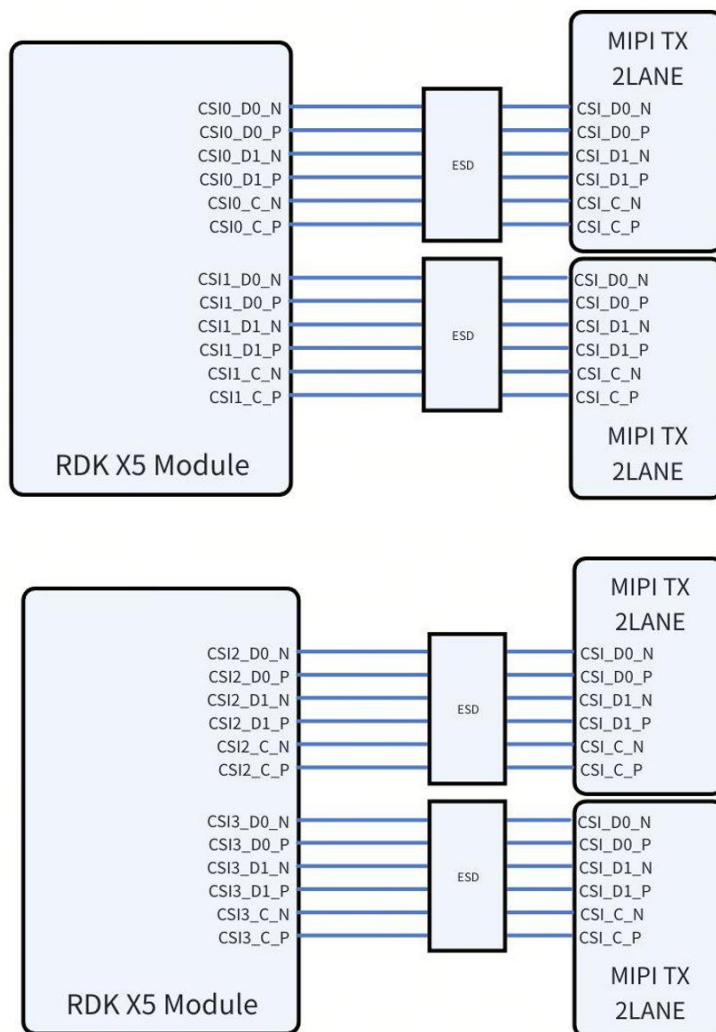 MIPI TX
2LANE
CSI0_D0_N
CSI0_D0_P
CSI0_D1_N
CSI0_D1_P
CSI0_C_N
CSI0_C_P
ESD
CSI_D0_N
CSI_D0_P
CSI_D1_N
CSI_D1_P
CSI_C_N
CSI_C_P
CSI1_D0_N
CSI1_D0_P
CSI1_D1_N
CSI1_D1_P
CSI1_C_N
CSI1_C_P
ESD
CSI_D0_N
CSI_D0_P
CSI_D1_N
CSI_D1_P
CSI_C_N
CSI_C_P
RDK X5 Module
MIPI TX
2LANE
MIPI TX
2LANE
CSI2_D0_N
CSI2_D0_P
CSI2_D1_N
CSI2_D1_P
CSI2_C_N
CSI2_C_P
ESD
CSI_D0_N
CSI_D0_P
CSI_D1_N
CSI_D1_P
CSI_C_N
CSI_C_P
CSI3_D0_N
CSI3_D0_P
CSI3_D1_N
CSI3_D1_P
CSI3_C_N
CSI3_C_P
ESD
CSI_D0_N
CSI_D0_P
CSI_D1_N
CSI_D1_P
CSI_C_N
CSI_C_P
RDK X5 Module
MIPI TX
2LANE